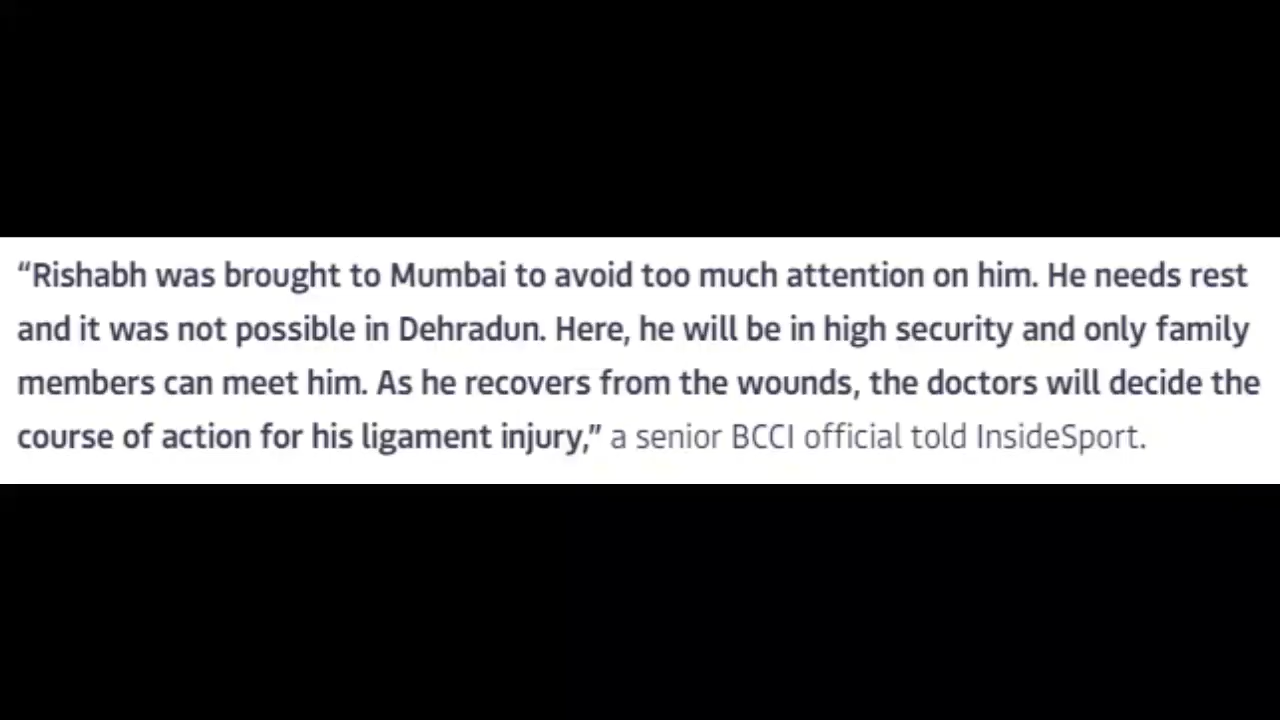 “Rishabh was brought to Mumbai to avoid too much attention on him. He needs rest
and it was not possible in Dehradun. Here, he will be in high security and only family
members can meet him. As he recovers from the wounds, the doctors will decide the
course of action for his ligament injury,” a senior BCCI official told InsideSport.